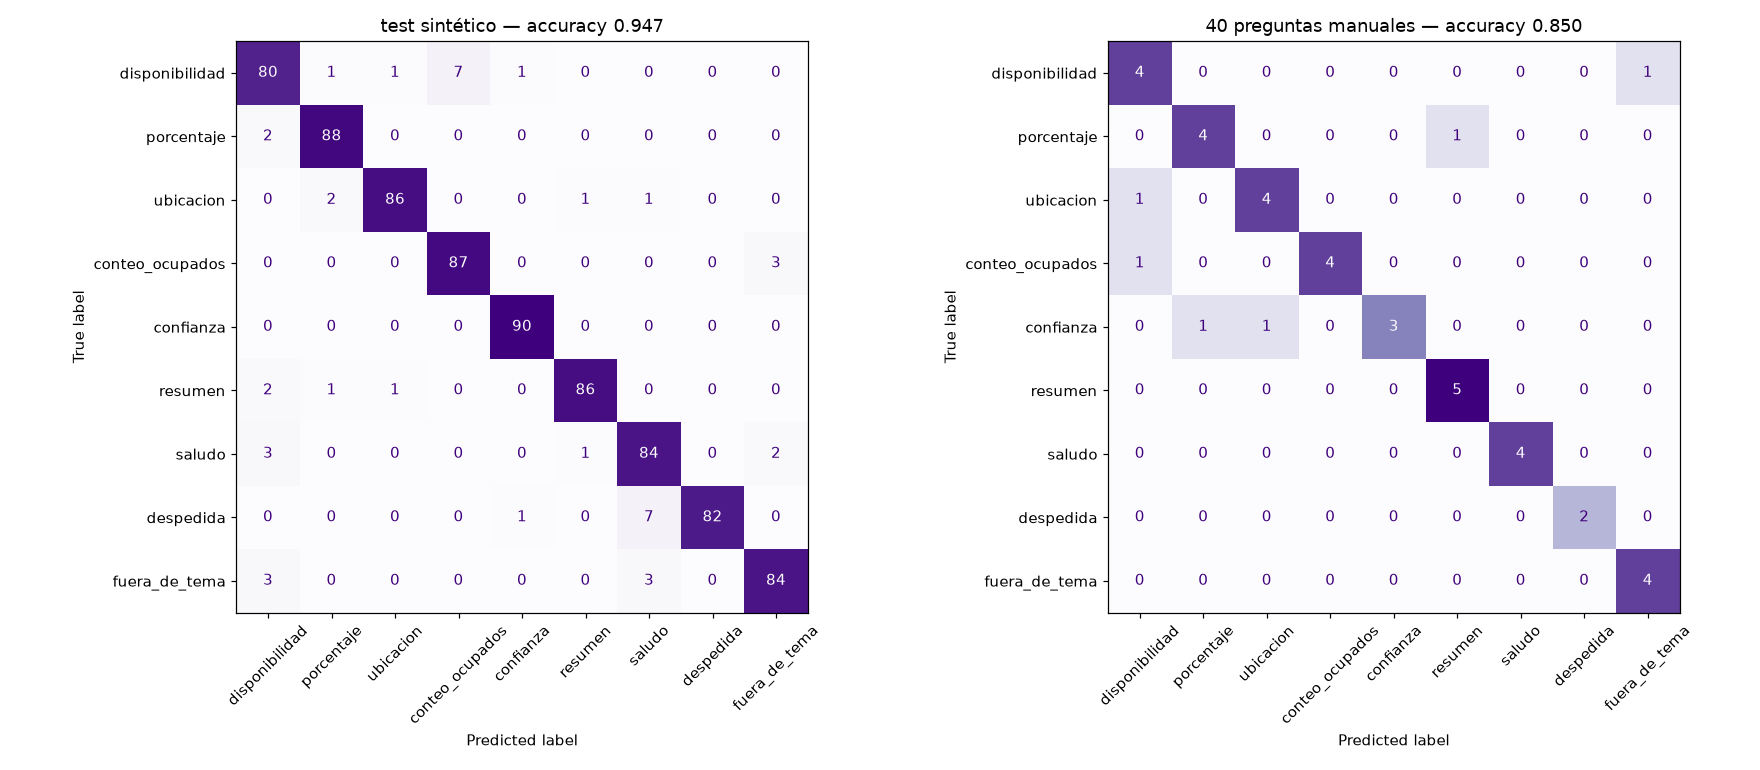 test sintético — accuracy 0.947
disponibilidad 80 1 1 7 1 0 0 0 0
porcentaje 2 88 0 0 0 0 0 0 0
ubicacion 0 2 86 0 0 1 1 0 0
conteo_ocupados 0 0 0 87 0 0 0 0 3
confianza 0 0 0 0 90 0 0 0 0
resumen 2 1 1 0 0 86 0 0 0
saludo 3 0 0 0 0 1 84 0 2
despedida 0 0 0 0 1 0 7 82 0
fuera_de_tema 3 0 0 0 0 0 3 0 84
True label
disponibilidad porcentaje ubicacion conteo_ocupados confianza resumen saludo despedida fuera_de_tema
Predicted label
40 preguntas manuales — accuracy 0.850
disponibilidad 4 0 0 0 0 0 0 0 1
porcentaje 0 4 0 0 0 1 0 0 0
ubicacion 1 0 4 0 0 0 0 0 0
conteo_ocupados 1 0 0 4 0 0 0 0 0
confianza 0 1 1 0 3 0 0 0 0
resumen 0 0 0 0 0 5 0 0 0
saludo 0 0 0 0 0 0 4 0 0
despedida 0 0 0 0 0 0 0 2 0
fuera_de_tema 0 0 0 0 0 0 0 0 4
True label
disponibilidad porcentaje ubicacion conteo_ocupados confianza resumen saludo despedida fuera_de_tema
Predicted label